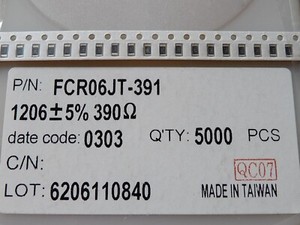 P/N: FCR06JT-391
1206±5% 390Ω
date code: 0303 Q'TY: 5000 PCS
C/N: QC07
LOT: 6206110840 MADE IN TAIWAN